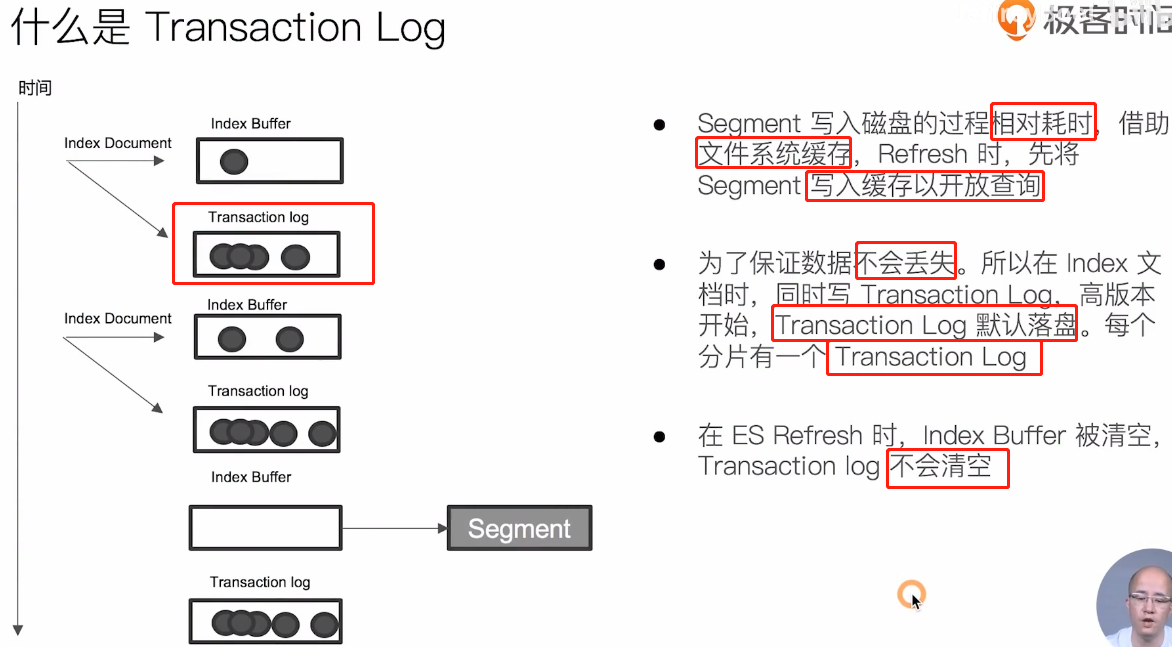 什么是 Transaction Log
极客时间
时间
Index Buffer
Index Document
Transaction log
Index Buffer
Index Document
Transaction log
Index Buffer
Segment
Transaction log
● Segment 写入磁盘的过程相对耗时，借助
文件系统缓存，Refresh 时，先将
Segment 写入缓存以开放查询
● 为了保证数据不会丢失。所以在 Index 文
档时，同时写 Transaction Log，高版本
开始，Transaction Log 默认落盘。每个
分片有一个 Transaction Log
● 在 ES Refresh 时，Index Buffer 被清空，
Transaction log 不会清空